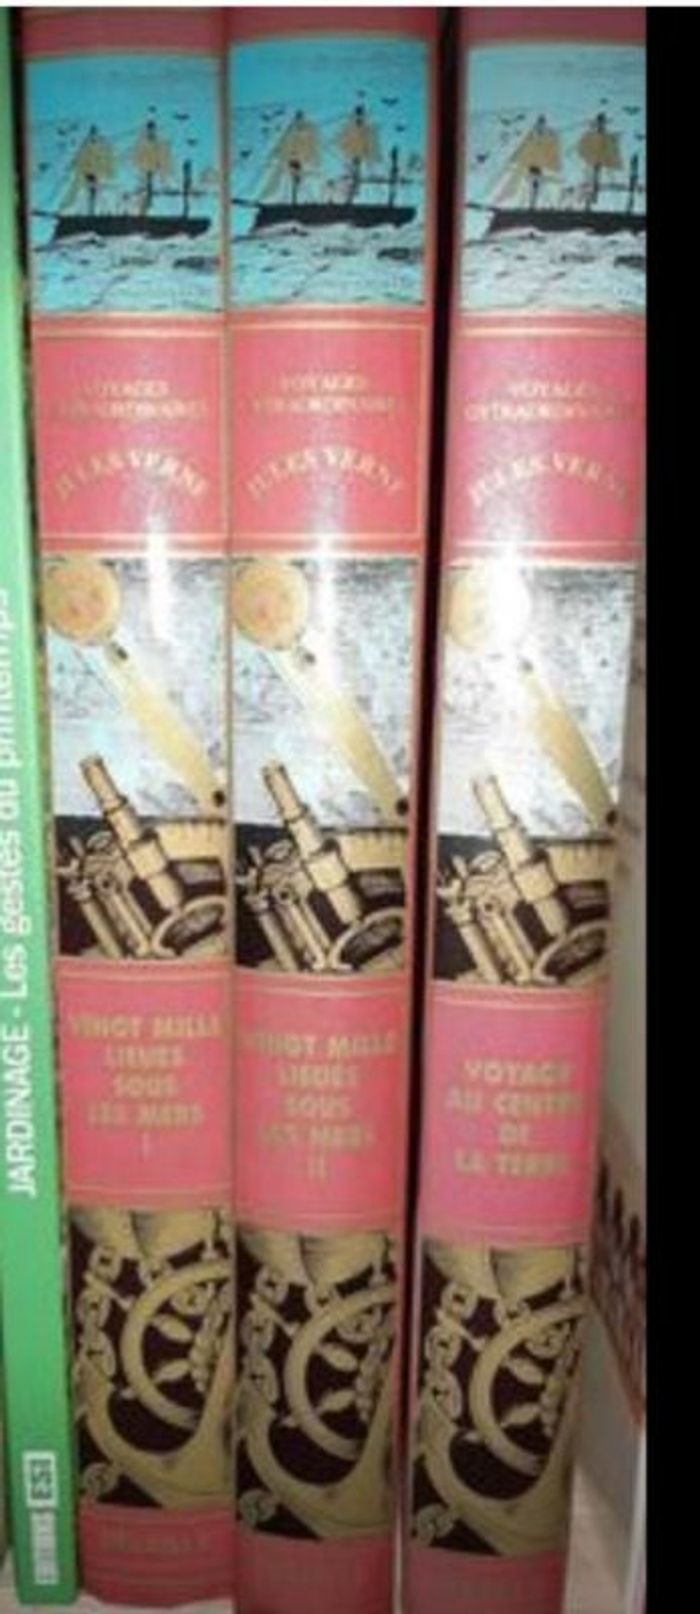 JARDINAGE - Les gestes du printemps
VOYAGES
EXTRAORDINAIRES
JULES VERNE
VINGT MILLE
LIEUES
SOUS
LES MERS
I
VOYAGES
EXTRAORDINAIRES
JULES VERNE
VINGT MILLE
LIEUES
SOUS
LES MERS
II
VOYAGES
EXTRAORDINAIRES
JULES VERNE
VOYAGE
AU CENTRE
DE
LA TERRE